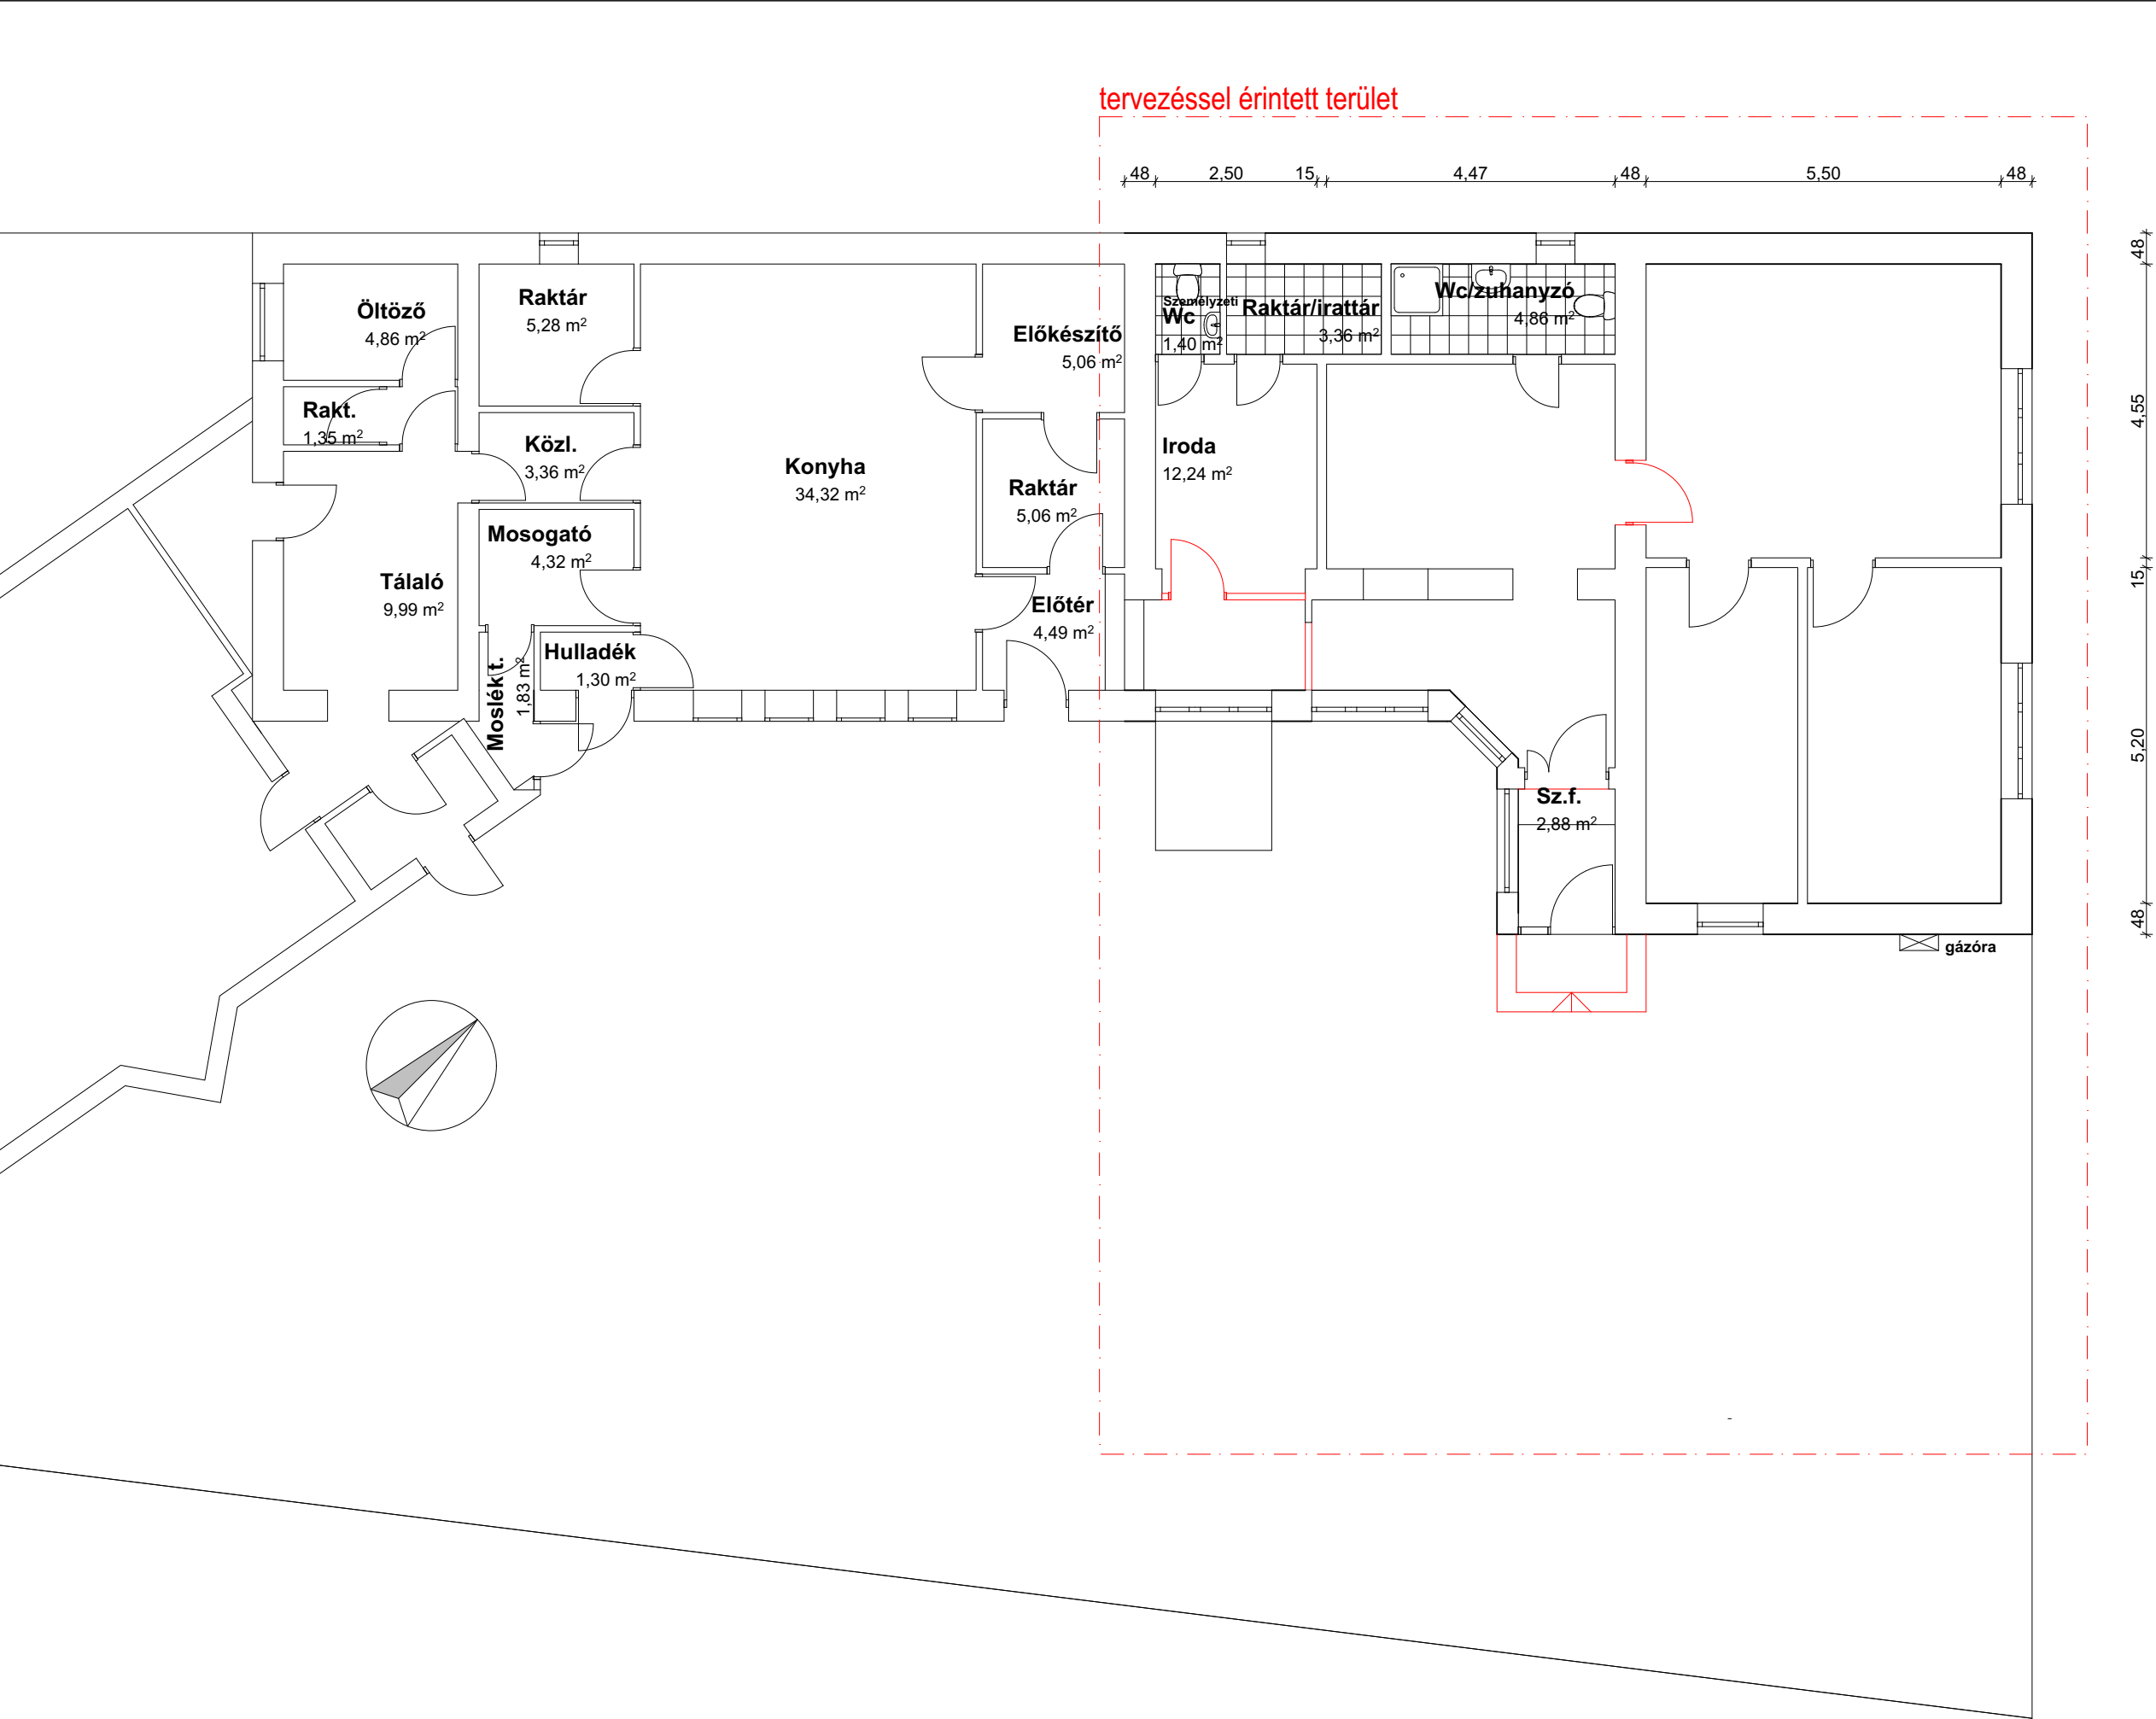 tervezéssel érintett terület
48 2,50 15 4,47 48 5,50 48
48
4,55
15
5,20
48
Öltöző
4,86 m²
Raktár
5,28 m²
Előkészítő
5,06 m²
Személyzeti
Wc
1,40 m²
Raktár/irattár
3,36 m²
Wc/zuhanyzó
4,86 m²
Rakt.
1,35 m²
Közl.
3,36 m²
Konyha
34,32 m²
Raktár
5,06 m²
Iroda
12,24 m²
Mosogató
4,32 m²
Tálaló
9,99 m²
Előtér
4,49 m²
Hulladék
1,30 m²
Moslék t.
1,83 m²
Sz.f.
2,88 m²
gázóra